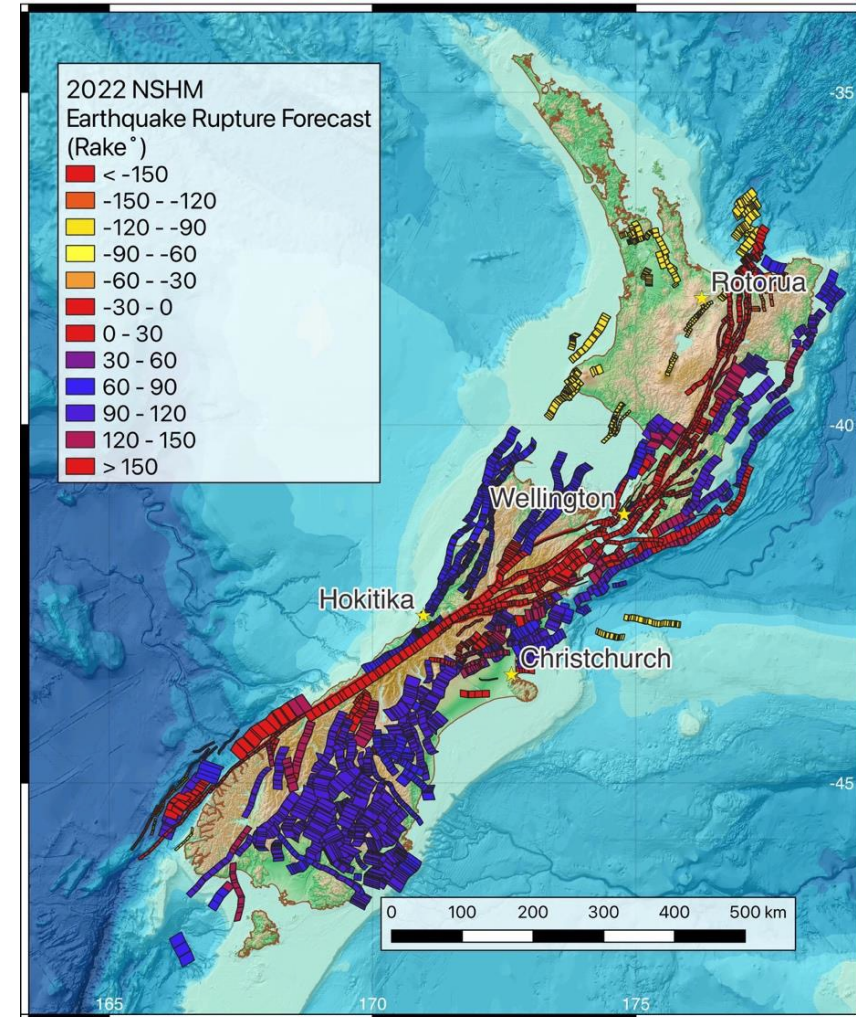 2022 NSHM
Earthquake Rupture Forecast
(Rake°)
< -150
-150 - -120
-120 - -90
-90 - -60
-60 - -30
-30 - 0
0 - 30
30 - 60
60 - 90
90 - 120
120 - 150
> 150
-35
Rotorua
-40
Wellington
Hokitika
Christchurch
-45
0 100 200 300 400 500 km
165 170 175